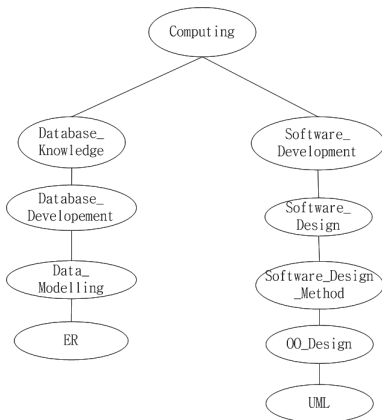 Computing
Database_
Knowledge
Software_
Development
Database_
Developement
Software_
Design
Data_
Modelling
Software_Design
_Method
ER
OO_Design
UML